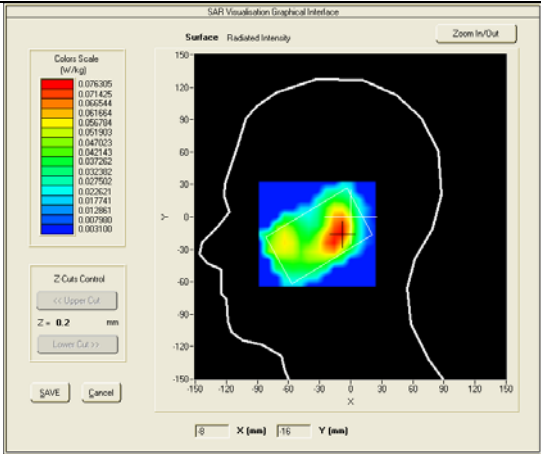 SAR Visualisation Graphical Interface
Surface Radiated Intensity
Zoom In/Out
Colors Scale
(W/kg)
0.076305
0.071425
0.066544
0.061664
0.056784
0.051903
0.047023
0.042143
0.037262
0.032382
0.027502
0.022621
0.017741
0.012861
0.007980
0.003100
Z-Cuts Control
<< Upper Cut
Z = 0.2 mm
Lower Cut >>
SAVE Cancel
150
120
90
60
30
0
-30
-60
-90
-120
-150
Y
-150 -120 -90 -60 -30 0 30 60 90 120 150
X
-8 X (mm) -16 Y (mm)